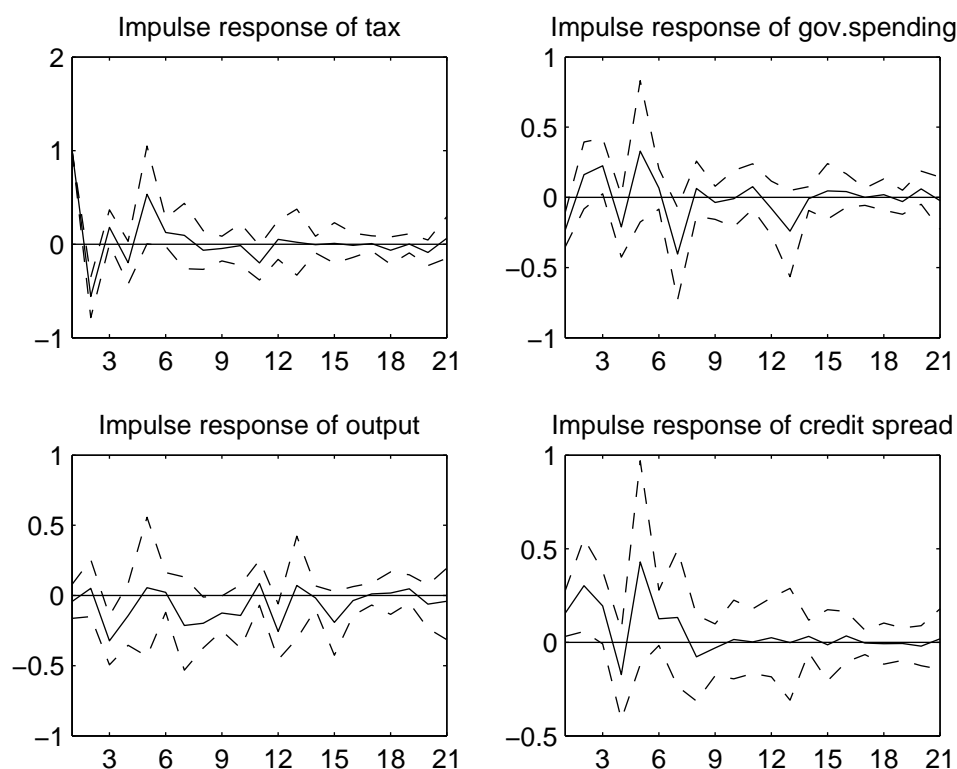 Impulse response of tax
2
1
0
−1
3 6 9 12 15 18 21
Impulse response of gov.spending
1
0.5
0
−0.5
−1
3 6 9 12 15 18 21
Impulse response of output
1
0.5
0
−0.5
−1
3 6 9 12 15 18 21
Impulse response of credit spread
1
0.5
0
−0.5
3 6 9 12 15 18 21